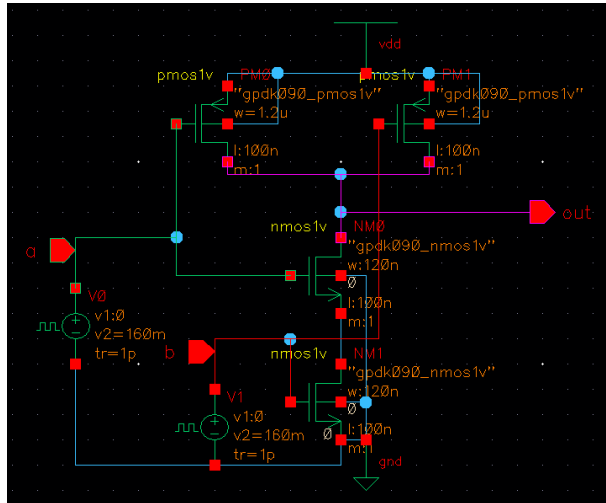 vdd
pmos1v PM0
"gpdk090_pmos1v"
w=1.2u
l:100n
m:1
pmos1v PM1
"gpdk090_pmos1v"
w=1.2u
l:100n
m:1
out
nmos1v NM0
"gpdk090_nmos1v"
w:120n
0
l:100n
m:1
a
V0
v1:0
v2=160m
tr=1p
b
nmos1v NM1
"gpdk090_nmos1v"
w:120n
0
0
l:100n
m:1
V1
v1:0
v2=160m
tr=1p
gnd